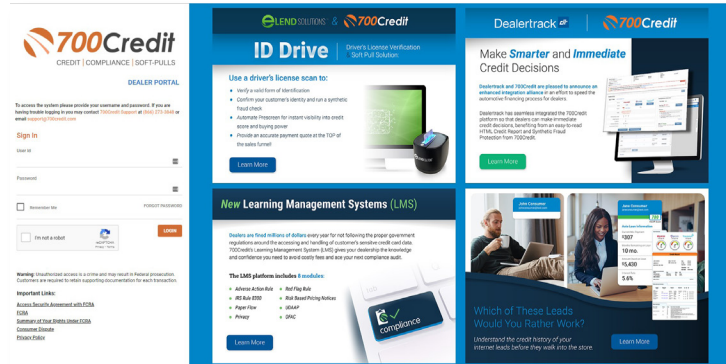 700Credit
CREDIT | COMPLIANCE | SOFT-PULLS
DEALER PORTAL
To access the system please provide your username and password. If you are
having trouble logging in you may contact 700Credit Support at (866) 273-3848 or
email support@700credit.com
Sign In
User Id
Password
Remember Me
FORGOT PASSWORD
I'm not a robot
reCAPTCHA
LOGIN
Warning: Unauthorized access is a crime and may result in Federal prosecution.
Customers are required to retain supporting documentation for each transaction.
Important Links:
Access Security Agreement with FCRA
FCRA
Summary of Your Rights Under FCRA
Consumer Dispute
Privacy Policy
ELEND SOLUTIONS & 700Credit
ID Drive
Driver's License Verification
Soft Pull Solution
Use a driver's license scan to:
Verify a valid form of identification
Confirm your customer's identity and run a synthetic
fraud check
Automate Prescreen for instant visibility into credit
score and buying power
Provide an accurate payment quote at the TOP of
the sales funnel
Learn More
Dealertrack
700Credit
Make Smarter and Immediate
Credit Decisions
Dealertrack and 700Credit are pleased to announce an
enhanced integration alliance in an effort to speed the
automotive financing process for dealers.
Dealertrack has seamlessly integrated the 700Credit
platform so that dealers can make immediate
credit decisions, benefiting from an easy-to-read
HTML Credit Report and Synthetic Fraud
Protection from 700Credit.
Learn More
New Learning Management Systems (LMS)
Dealers are fined millions of dollars every year for not following the proper government
regulations around the accessing and handling of customer's sensitive credit card data.
700Credit's Learning Management System (LMS) gives your dealership the knowledge
and confidence you need to avoid costly fees and ace your next compliance audit.
The LMS platform includes 8 modules:
Adverse Action Rule
IRS Rule 8300
Paper Flow
Privacy
Red Flag Rule
Risk Based Pricing Notices
UDAAP
OFAC
Learn More
compliance
Jane Consumer
Jane Consumer
$307
10 mo.
$5,430
5.6%
Which of These Leads
Would You Rather Work?
Understand the credit history of your
internet leads before they walk into the store.
Learn More